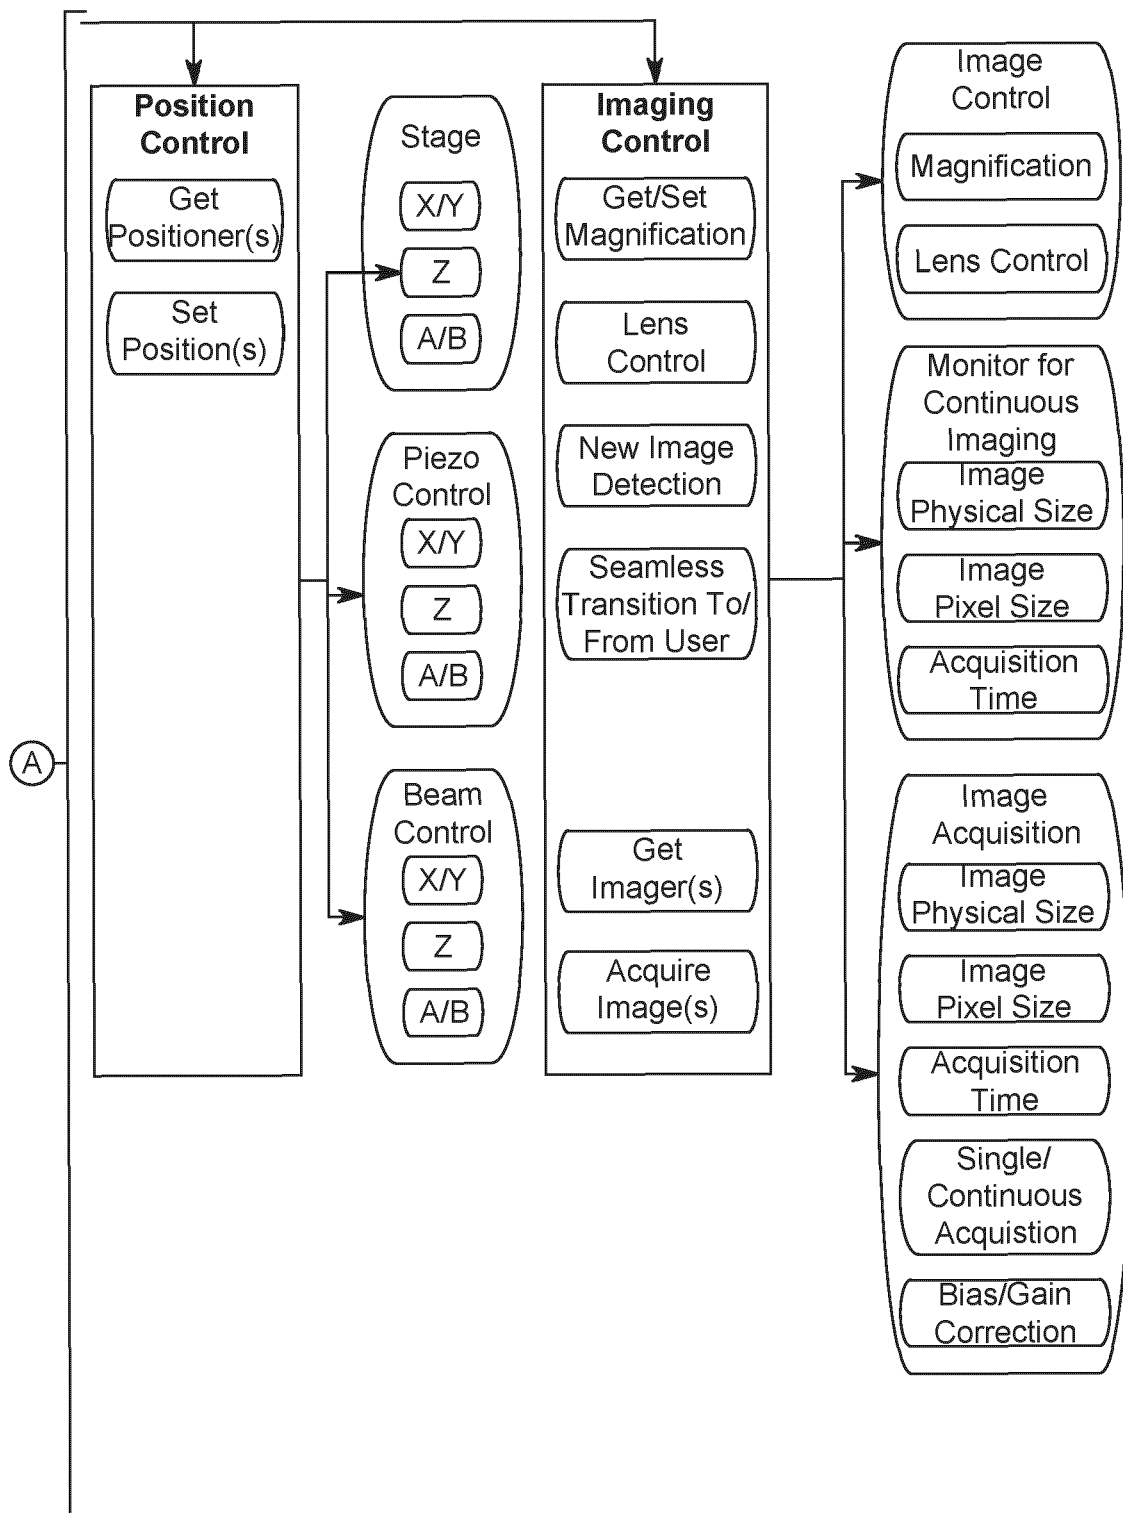 A
Position
Control
Get
Positioner(s)
Set
Position(s)
Stage
X/Y
Z
A/B
Piezo
Control
X/Y
Z
A/B
Beam
Control
X/Y
Z
A/B
Imaging
Control
Get/Set
Magnification
Lens
Control
New Image
Detection
Seamless
Transition To/
From User
Get
Imager(s)
Acquire
Image(s)
Image
Control
Magnification
Lens Control
Monitor for
Continuous
Imaging
Image
Physical Size
Image
Pixel Size
Acquisition
Time
Image
Acquisition
Image
Physical Size
Image
Pixel Size
Acquisition
Time
Single/
Continuous
Acquistion
Bias/Gain
Correction